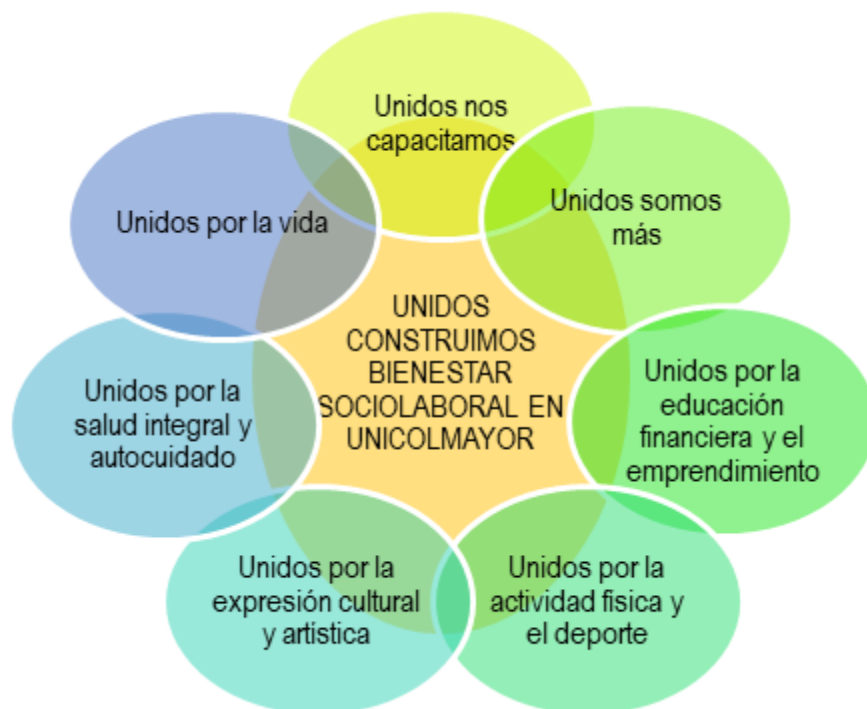 Unidos nos
capacitamos
Unidos somos
más
Unidos por la vida
UNIDOS
CONSTRUIMOS
BIENESTAR
SOCIOLABORAL EN
UNICOLMAYOR
Unidos por la
educación
financiera y el
emprendimiento
Unidos por la
salud integral y
autocuidado
Unidos por la
expresión cultural
y artística
Unidos por la
actividad física y
el deporte